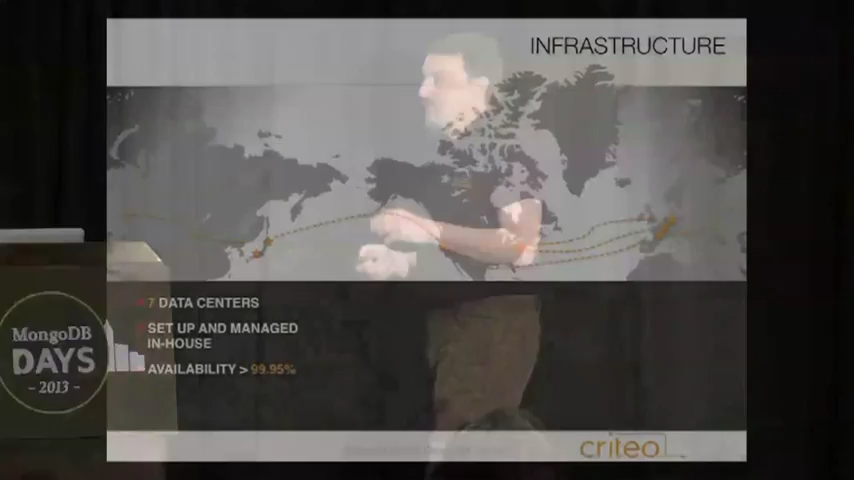 INFRASTRUCTURE
7 DATA CENTERS
SET UP AND MANAGED
IN-HOUSE
AVAILABILITY > 99.95%
MongoDB
DAYS
- 2013 -
criteo